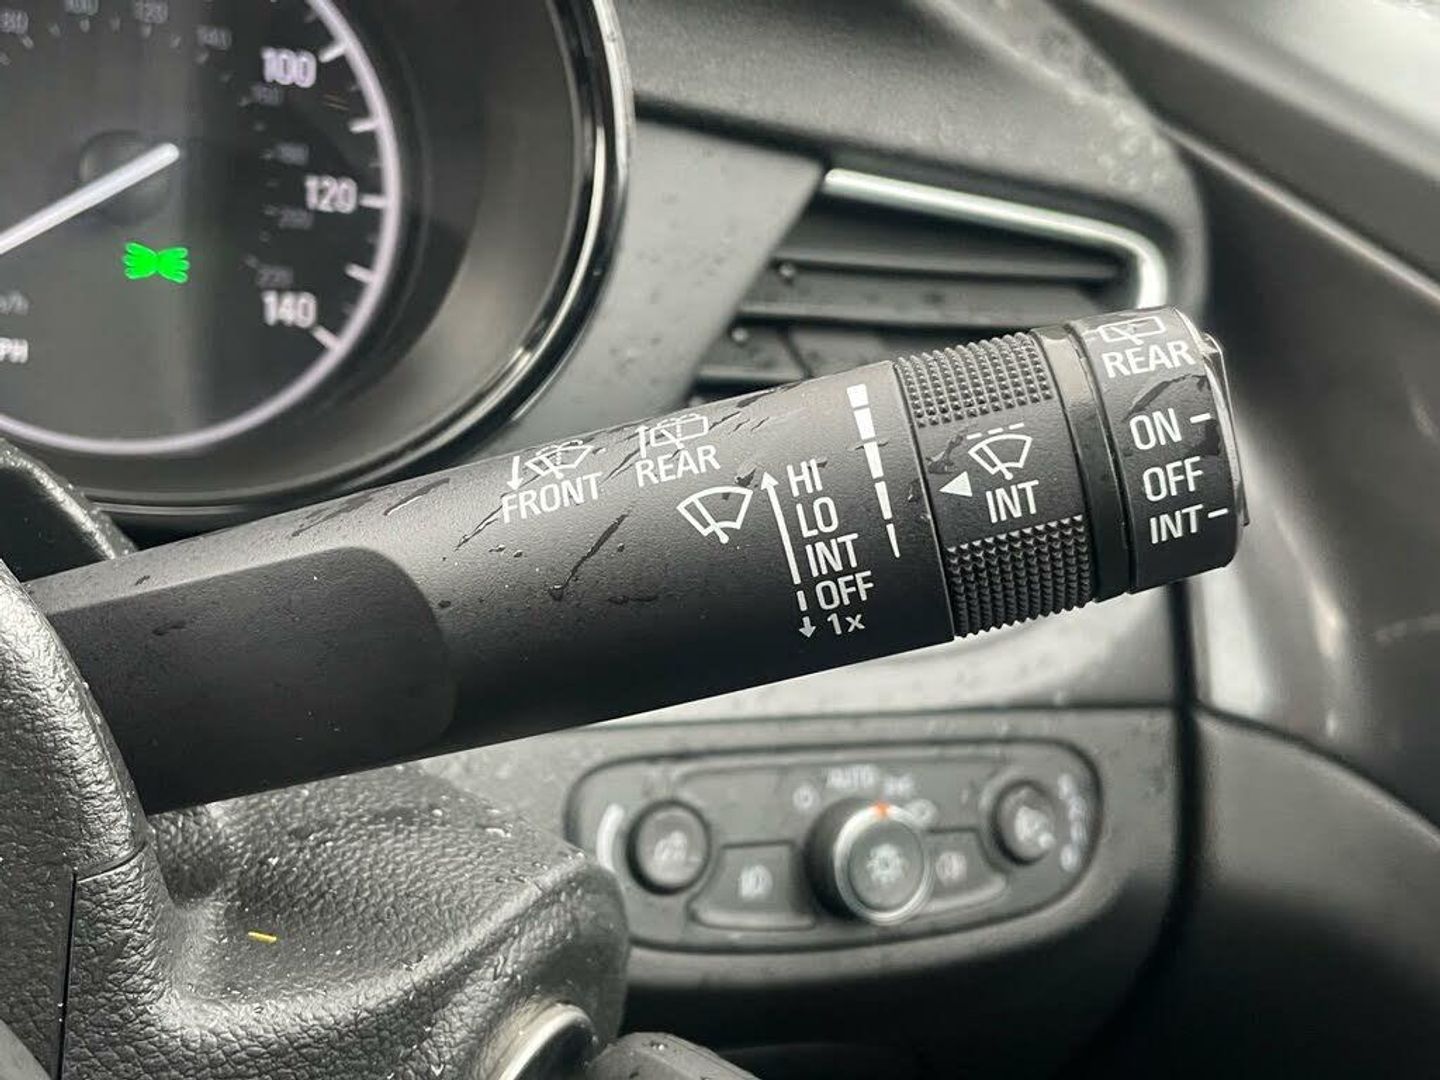 100
120
140
FRONT
REAR
HI
LO
INT
OFF
1x
INT
REAR
ON
OFF
INT
AUTO